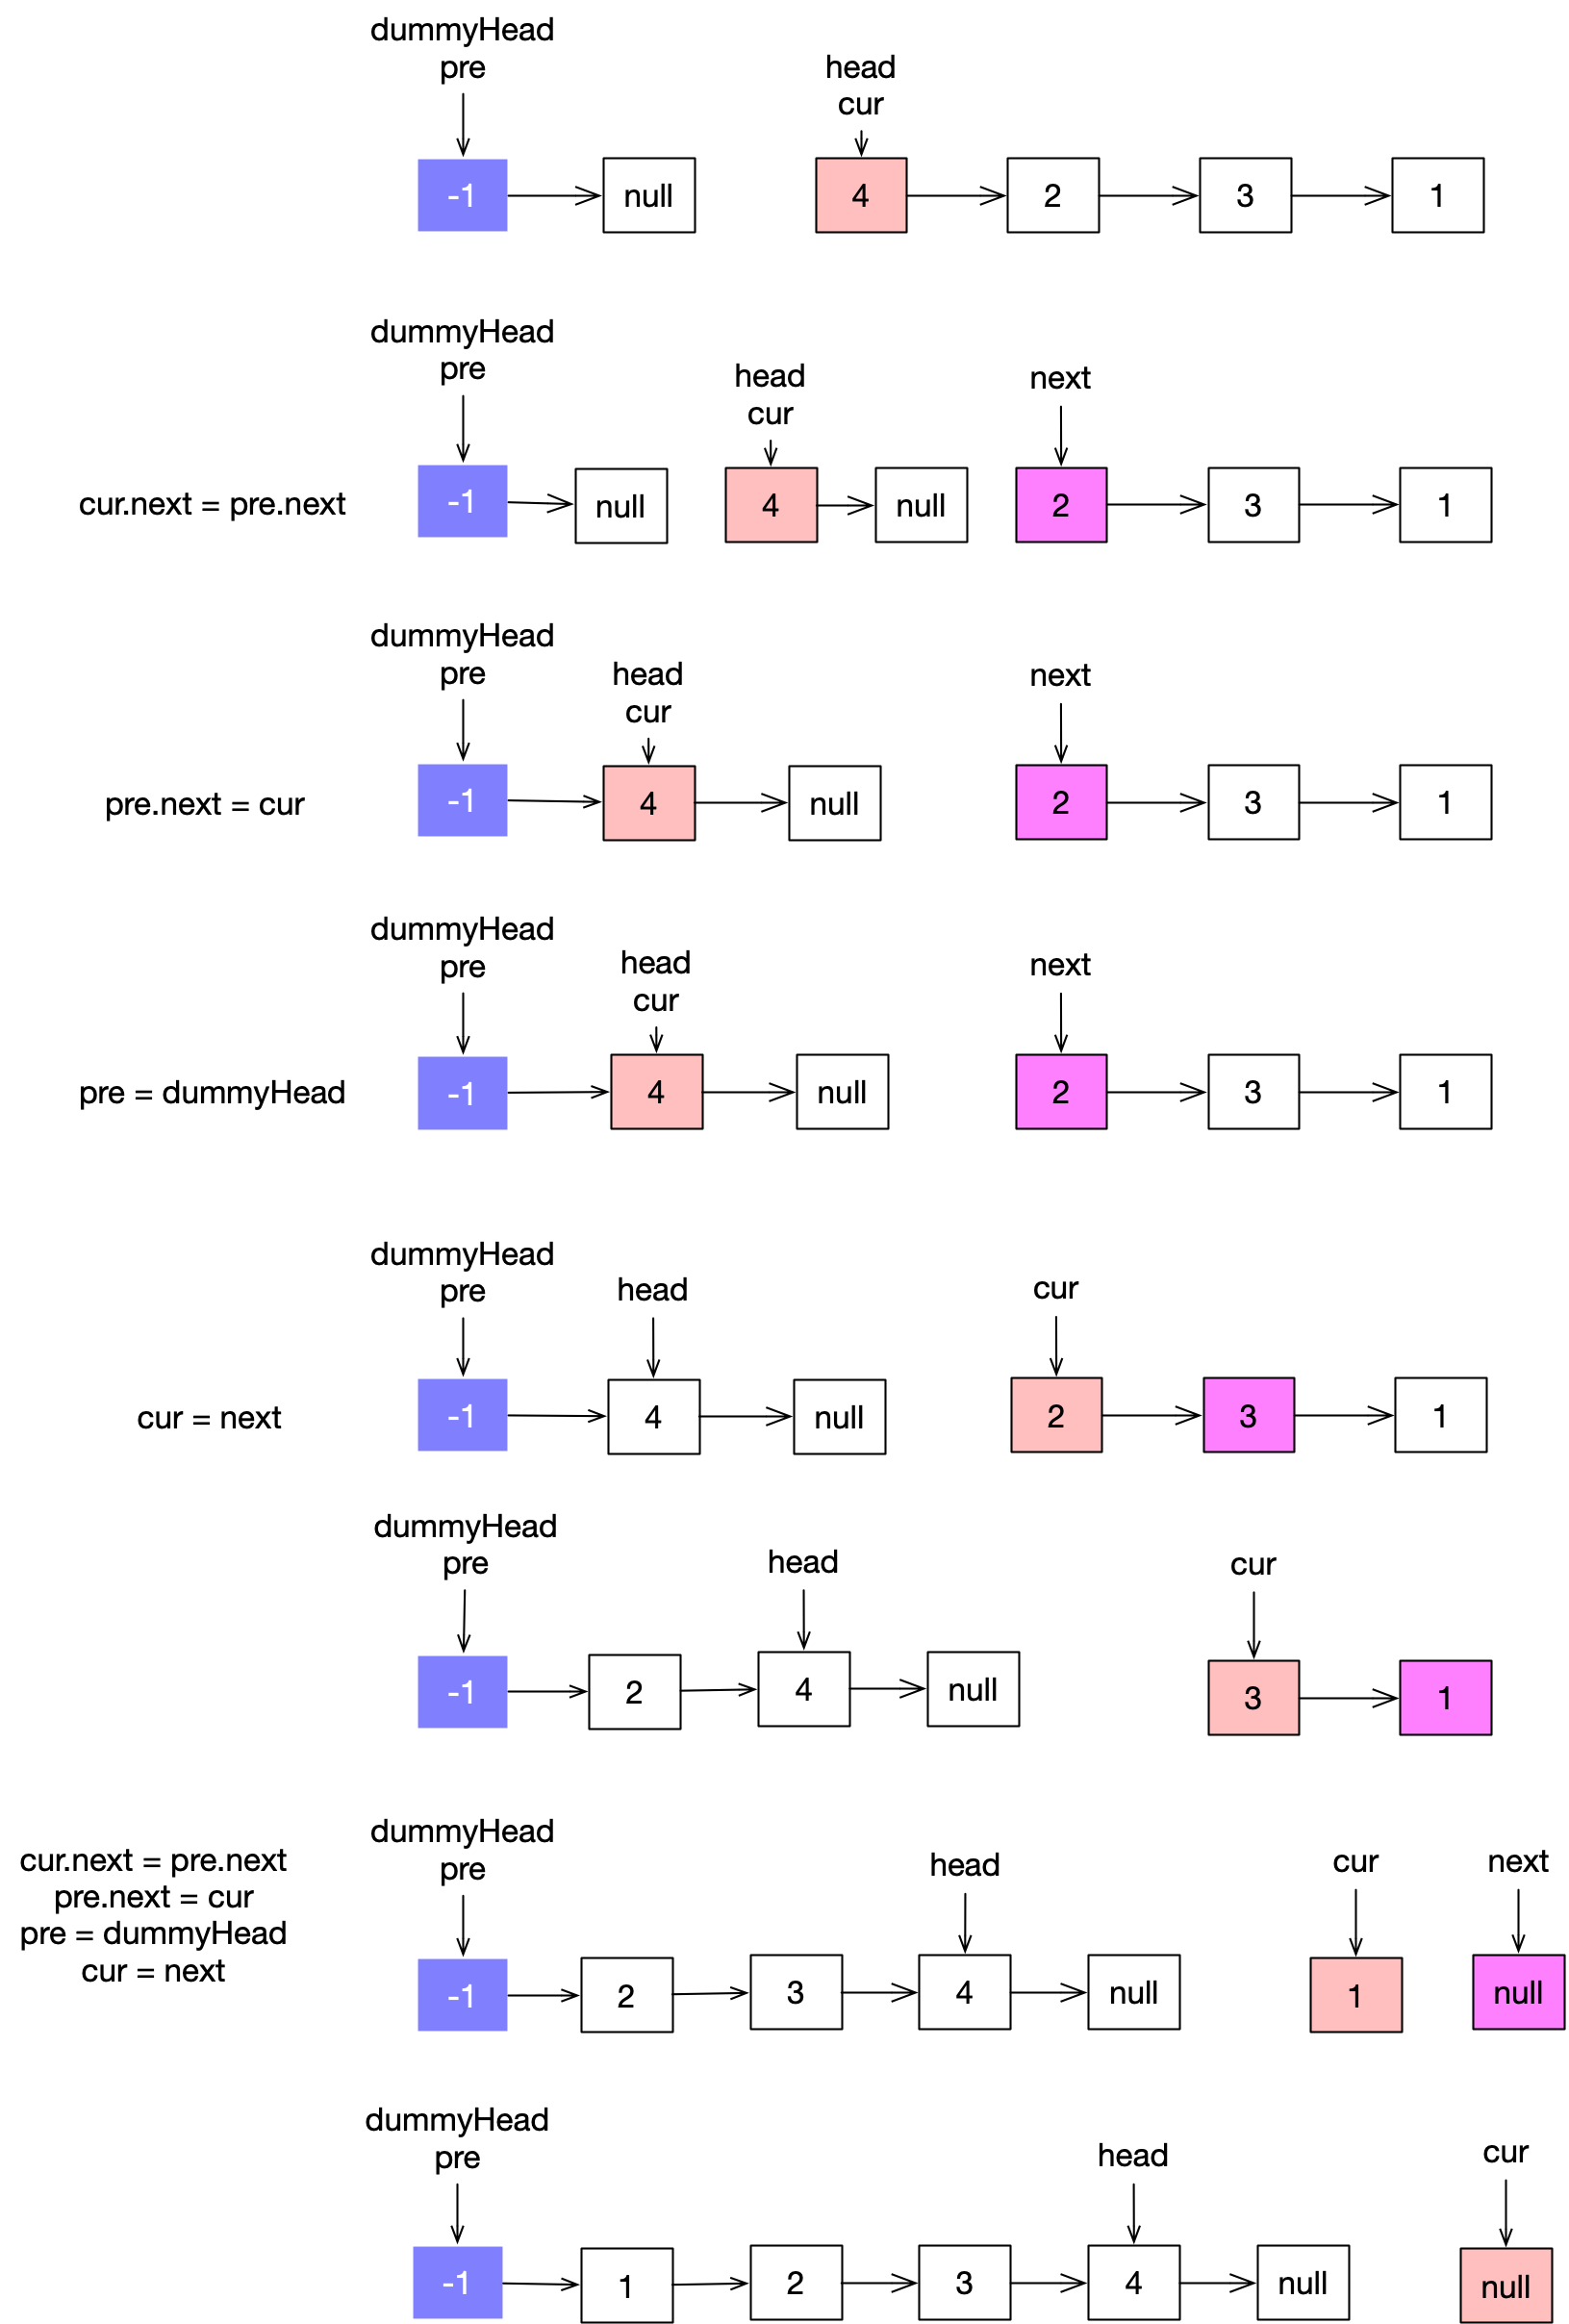 dummyHead
pre
head
cur
-1
null
4
2
3
1
dummyHead
pre
head
cur
next
cur.next = pre.next
-1
null
4
null
2
3
1
dummyHead
pre
head
cur
next
pre.next = cur
-1
4
null
2
3
1
dummyHead
pre
head
cur
next
pre = dummyHead
-1
4
null
2
3
1
dummyHead
pre
head
cur
cur = next
-1
4
null
2
3
1
dummyHead
pre
head
cur
-1
2
4
null
3
1
cur.next = pre.next
pre.next = cur
pre = dummyHead
cur = next
dummyHead
pre
head
cur
next
-1
2
3
4
null
1
null
dummyHead
pre
head
cur
-1
1
2
3
4
null
null